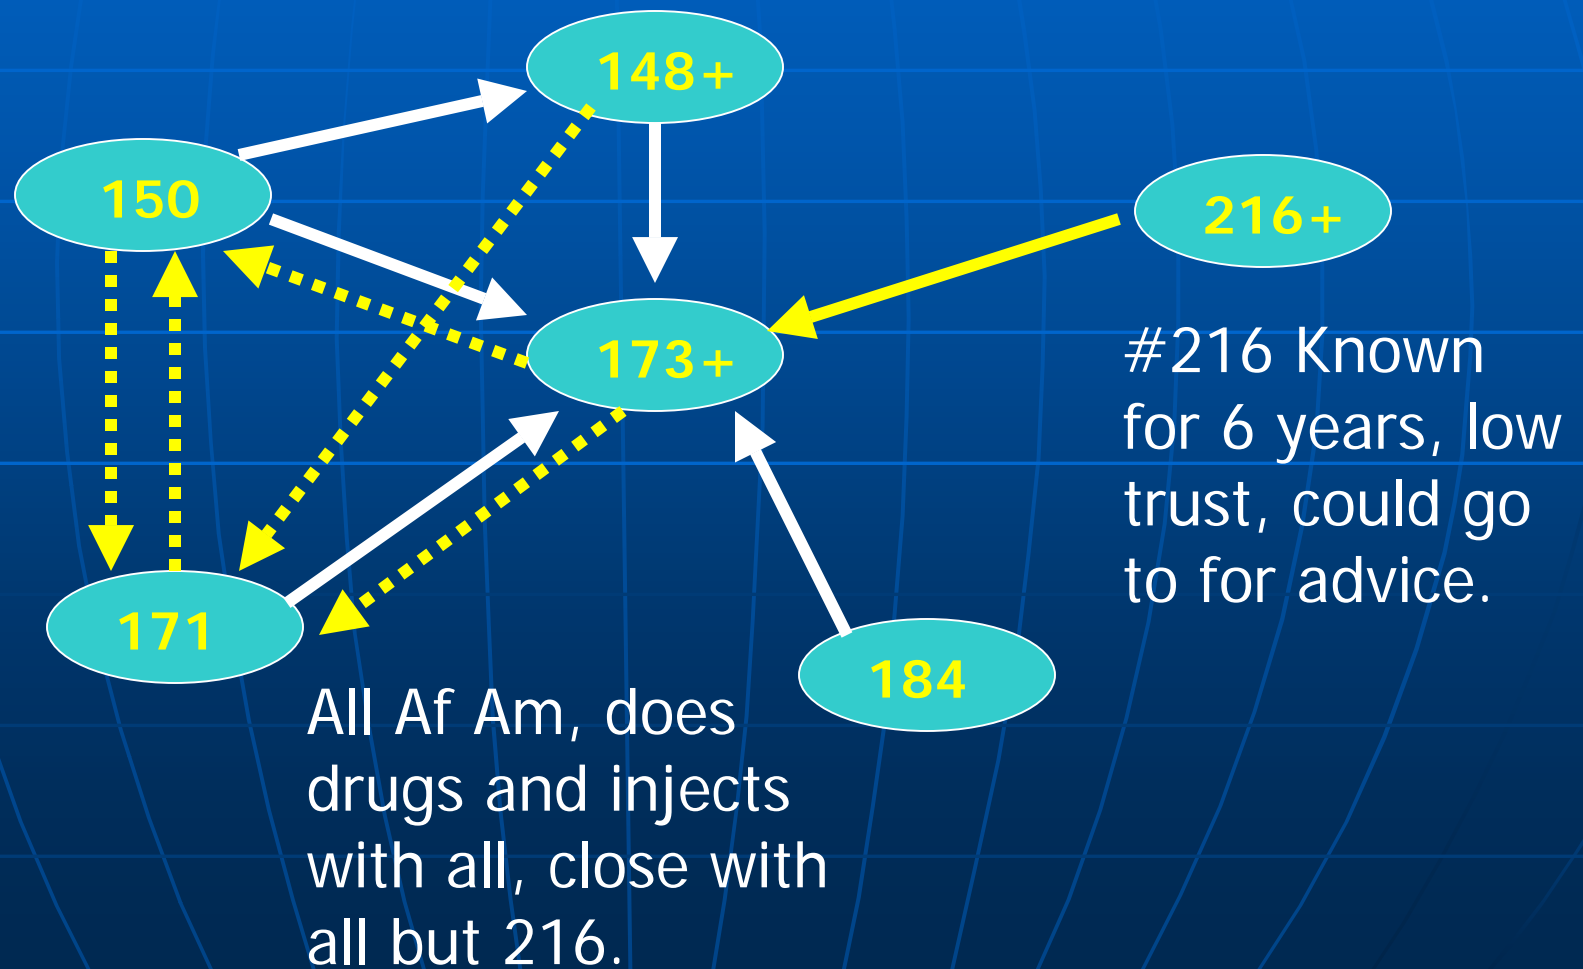 148+
150
216+
173+
#216 Known
for 6 years, low
trust, could go
to for advice.
171
184
All Af Am, does
drugs and injects
with all, close with
all but 216.